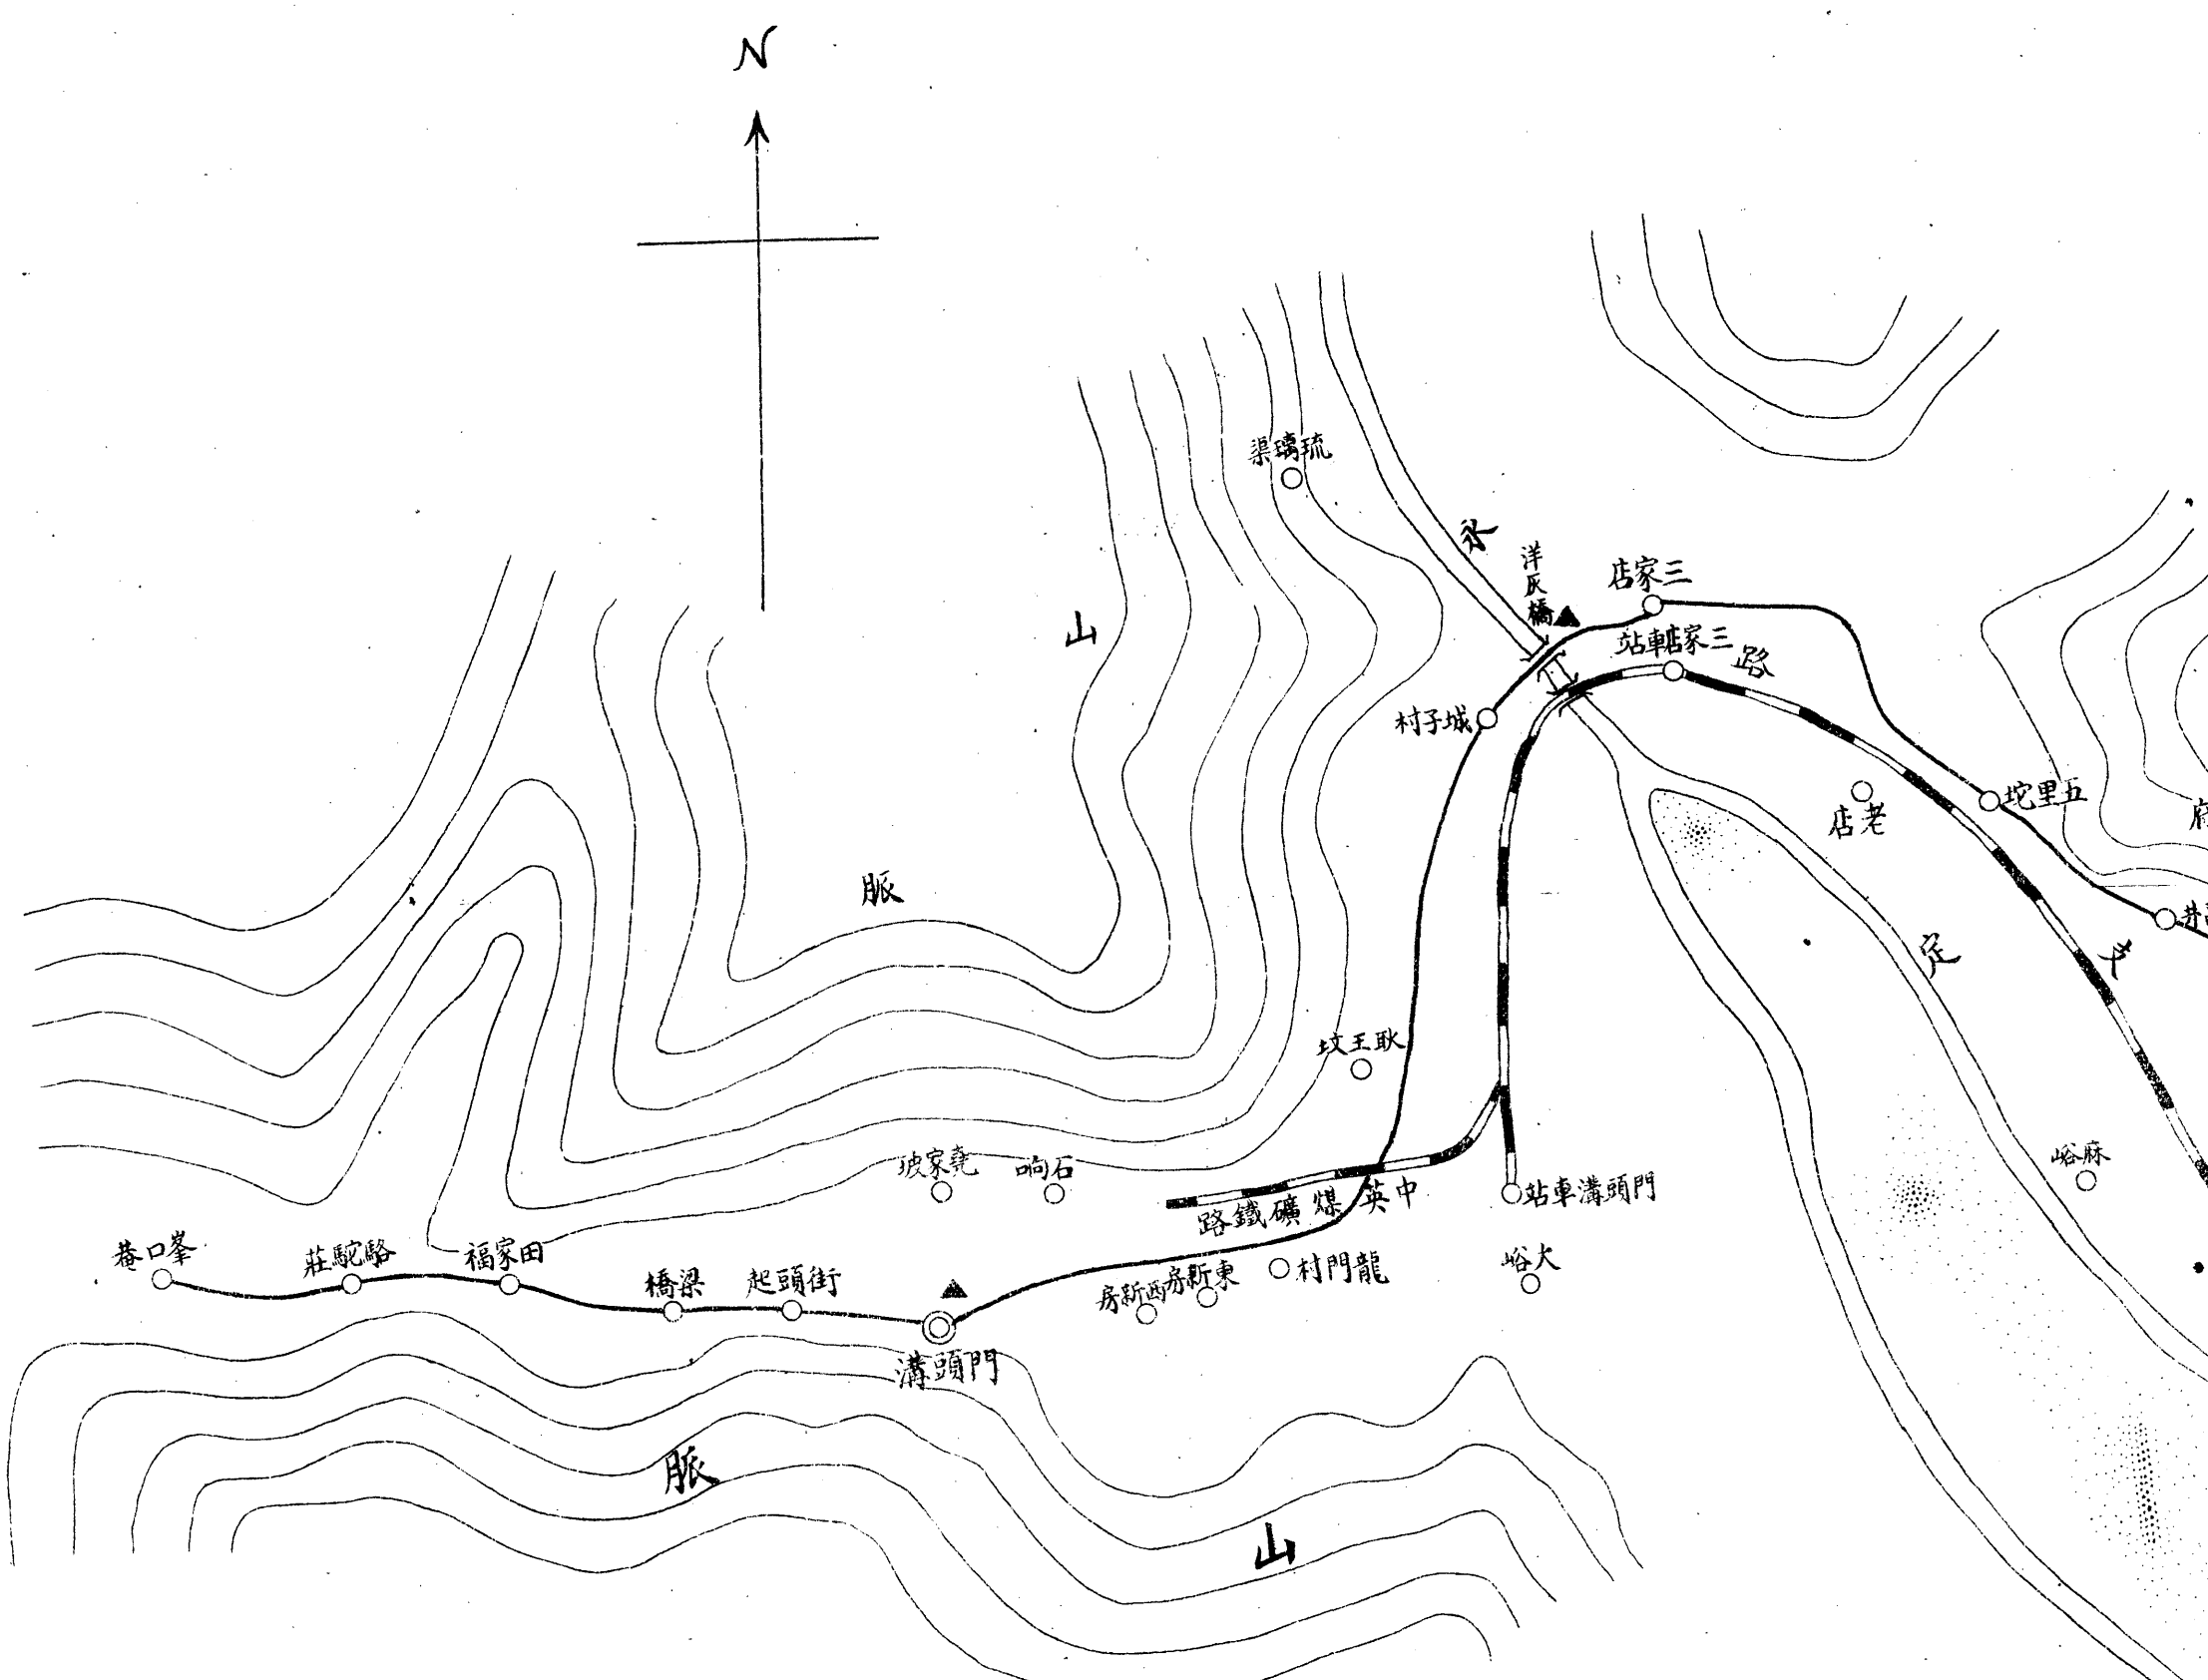 N
琉璃渠
永
洋灰橋
三家店
三家店車站
路
城子村
山
五里坨
老店
脈
定
支
耿王坟
麻峪
堯家坡
石响
中英煤礦鐵路
門頭溝車站
峯口菴
駱駝莊
田家福
梁橋
街頭起
龍門村
大峪
東新房
西新房
門頭溝
脈
山